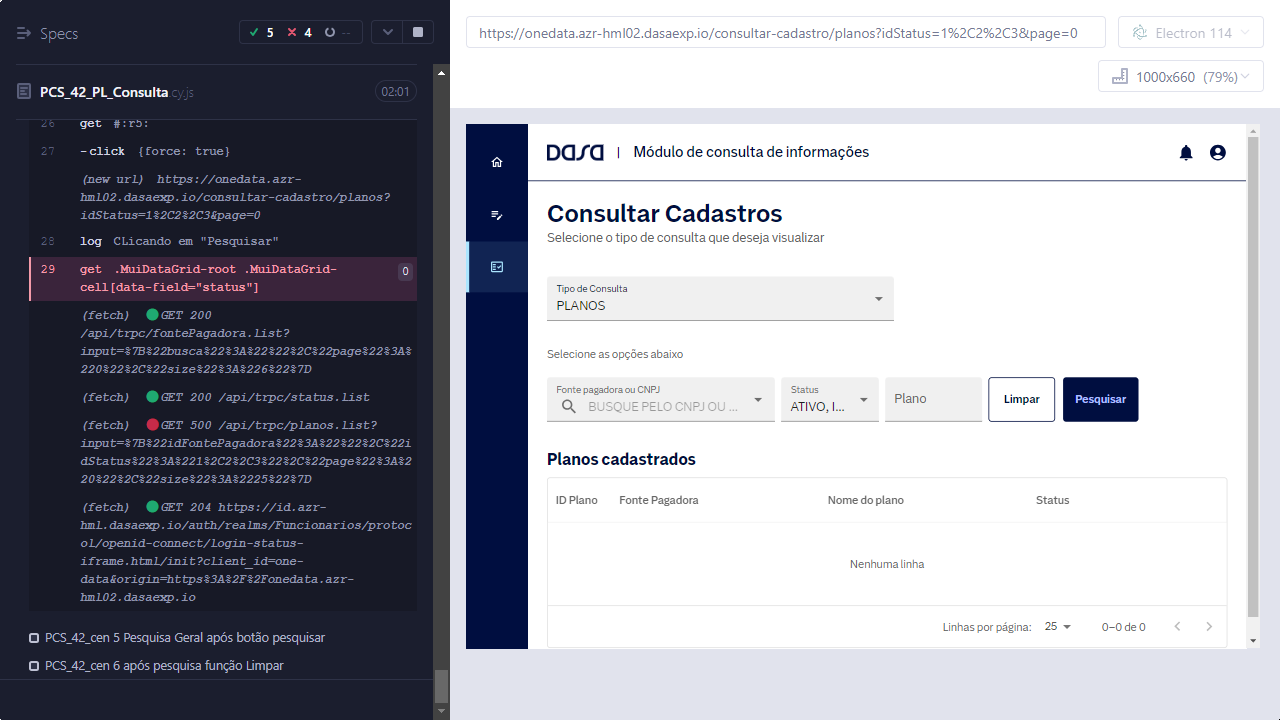 Specs
5
4
--
PCS_42_PL_Consulta.cy.js
02:01
26 get #:r5:
27 -click {force: true}
(new url) https://onedata.azr-
hml02.dasaexp.io/consultar-cadastro/planos?
idStatus=1%2C2%2C3&page=0
28 log CLicando em "Pesquisar"
29 get .MuiDataGrid-root .MuiDataGrid-
cell[data-field="status"]
0
(fetch) GET 200
/api/trpc/fontePagadora.list?
input=%7B%22busca%22%3A%22%22%2C%22page%22%3A%
220%22%2C%22size%22%3A%226%22%7D
(fetch) GET 200 /api/trpc/status.list
(fetch) GET 500 /api/trpc/planos.list?
input=%7B%22idFontePagadora%22%3A%22%22%2C%22i
dStatus%22%3A%221%2C2%2C3%22%2C%22page%22%3A%2
20%22%2C%22size%22%3A%2225%22%7D
(fetch) GET 204 https://id.azr-
hml.dasaexp.io/auth/realms/Funcionarios/protoc
ol/openid-connect/login-status-
iframe.html/init?client_id=one-
data&origin=https%3A%2F%2Fonedata.azr-
hml02.dasaexp.io
PCS_42_cen 5 Pesquisa Geral após botão pesquisar
PCS_42_cen 6 após pesquisa função Limpar
https://onedata.azr-hml02.dasaexp.io/consultar-cadastro/planos?idStatus=1%2C2%2C3&page=0
Electron 114
1000x660 (79%)
DASA | Módulo de consulta de informações
Consultar Cadastros
Selecione o tipo de consulta que deseja visualizar
Tipo de Consulta
PLANOS
Selecione as opções abaixo
Fonte pagadora ou CNPJ
BUSQUE PELO CNPJ OU ...
Status
ATIVO, I...
Plano
Limpar
Pesquisar
Planos cadastrados
ID Plano Fonte Pagadora Nome do plano Status
Nenhuma linha
Linhas por página: 25 0–0 de 0